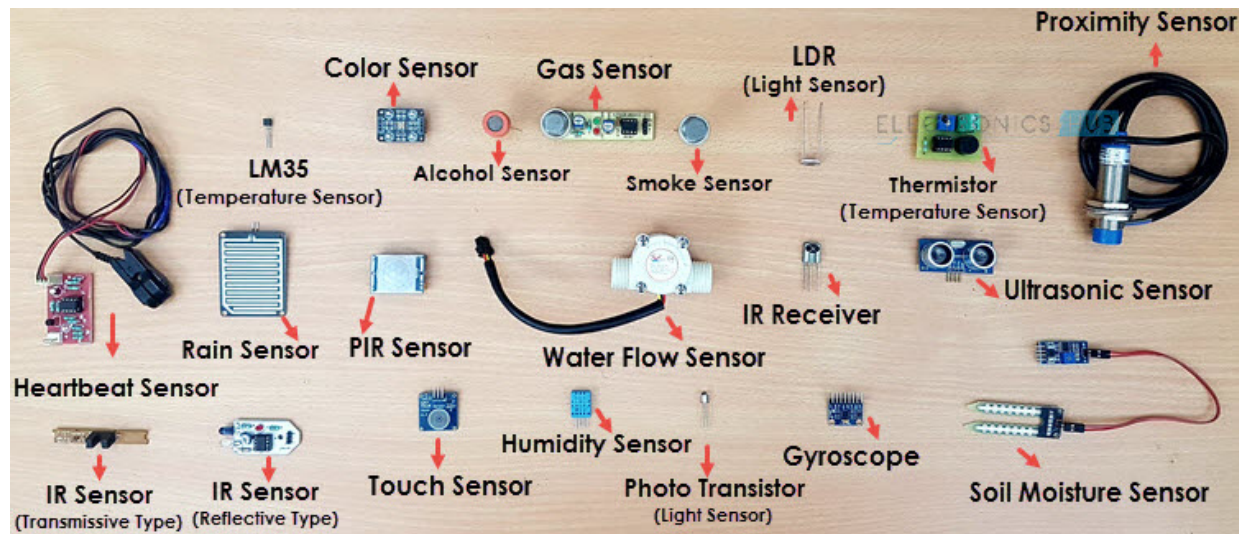 Proximity Sensor
Color Sensor
Gas Sensor
LDR
(Light Sensor)
ELECTRONICS HUB
LM35
(Temperature Sensor)
Alcohol Sensor
Smoke Sensor
Thermistor
(Temperature Sensor)
Rain Sensor
PIR Sensor
Water Flow Sensor
IR Receiver
Ultrasonic Sensor
Heartbeat Sensor
Humidity Sensor
Gyroscope
IR Sensor
(Transmissive Type)
IR Sensor
(Reflective Type)
Touch Sensor
Photo Transistor
(Light Sensor)
Soil Moisture Sensor